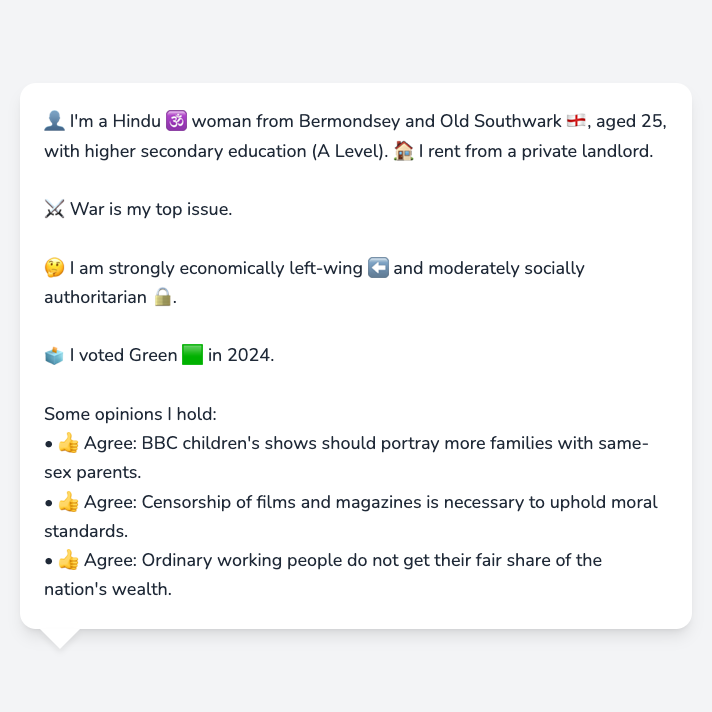 👤 I'm a Hindu 🕉️ woman from Bermondsey and Old Southwark 🏴󠁧󠁢󠁥󠁮󠁧󠁿, aged 25,
with higher secondary education (A Level). 🏠 I rent from a private landlord.
⚔️ War is my top issue.
🤔 I am strongly economically left-wing ⬅️ and moderately socially
authoritarian 🔒.
🗳️ I voted Green 🟩 in 2024.
Some opinions I hold:
• 👍 Agree: BBC children's shows should portray more families with same-
sex parents.
• 👍 Agree: Censorship of films and magazines is necessary to uphold moral
standards.
• 👍 Agree: Ordinary working people do not get their fair share of the
nation's wealth.